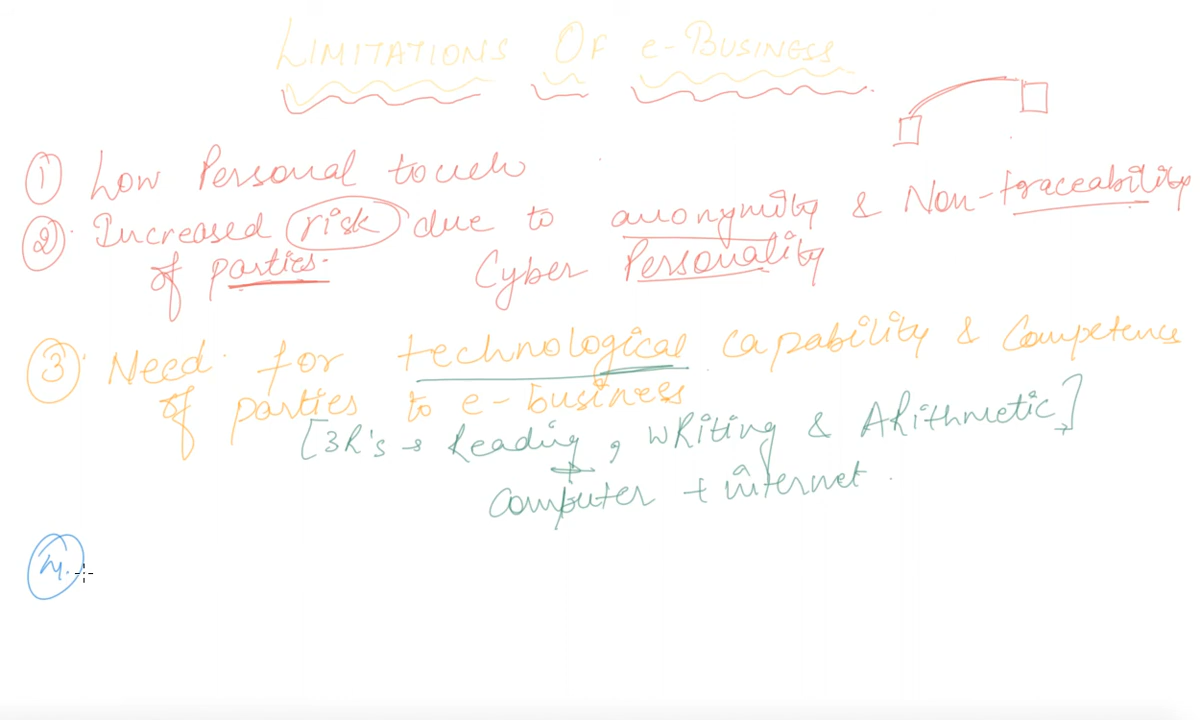 LIMITATIONS OF e-BUSINESS
① Low Personal touch
②. Increased risk due to anonymity & Non-traceability
of parties.
Cyber Personality
③. Need for technological capability & Competence
of parties to e-business
[3R's → Reading, WRiting & ARithmetic]
+
Computer + internet.
④.